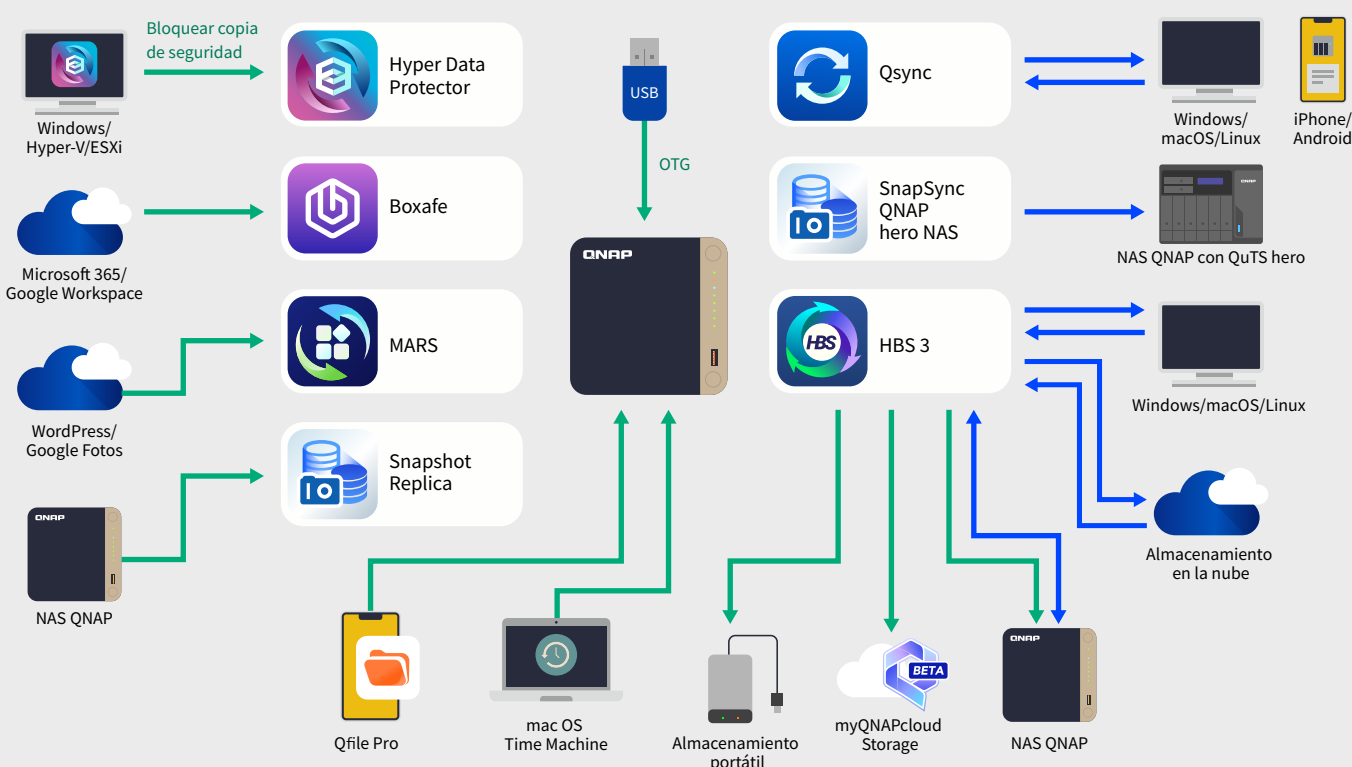 Bloquear copia
de seguridad
Windows/
Hyper-V/ESXi
Hyper Data
Protector
Microsoft 365/
Google Workspace
Boxafe
WordPress/
Google Fotos
MARS
QNAP
NAS QNAP
Snapshot
Replica
USB
OTG
QNAP
Qfile Pro
mac OS
Time Machine
Qsync
Windows/
macOS/Linux
iPhone/
Android
SnapSync
QNAP
hero NAS
QNAP
NAS QNAP con QuTS hero
HBS
HBS 3
Windows/macOS/Linux
Almacenamiento
en la nube
Almacenamiento
portátil
BETA
myQNAPcloud
Storage
QNAP
NAS QNAP